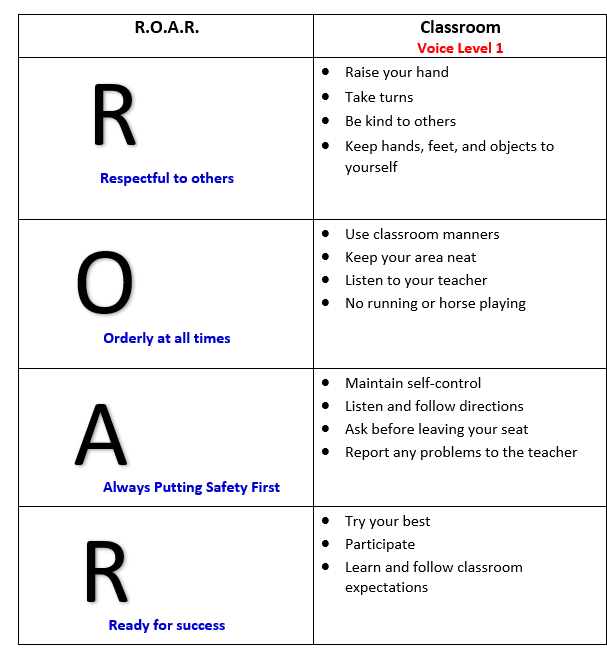 R.O.A.R.
Classroom
Voice Level 1
R
Respectful to others
• Raise your hand
• Take turns
• Be kind to others
• Keep hands, feet, and objects to
yourself
O
Orderly at all times
• Use classroom manners
• Keep your area neat
• Listen to your teacher
• No running or horse playing
A
Always Putting Safety First
• Maintain self-control
• Listen and follow directions
• Ask before leaving your seat
• Report any problems to the teacher
R
Ready for success
• Try your best
• Participate
• Learn and follow classroom
expectations